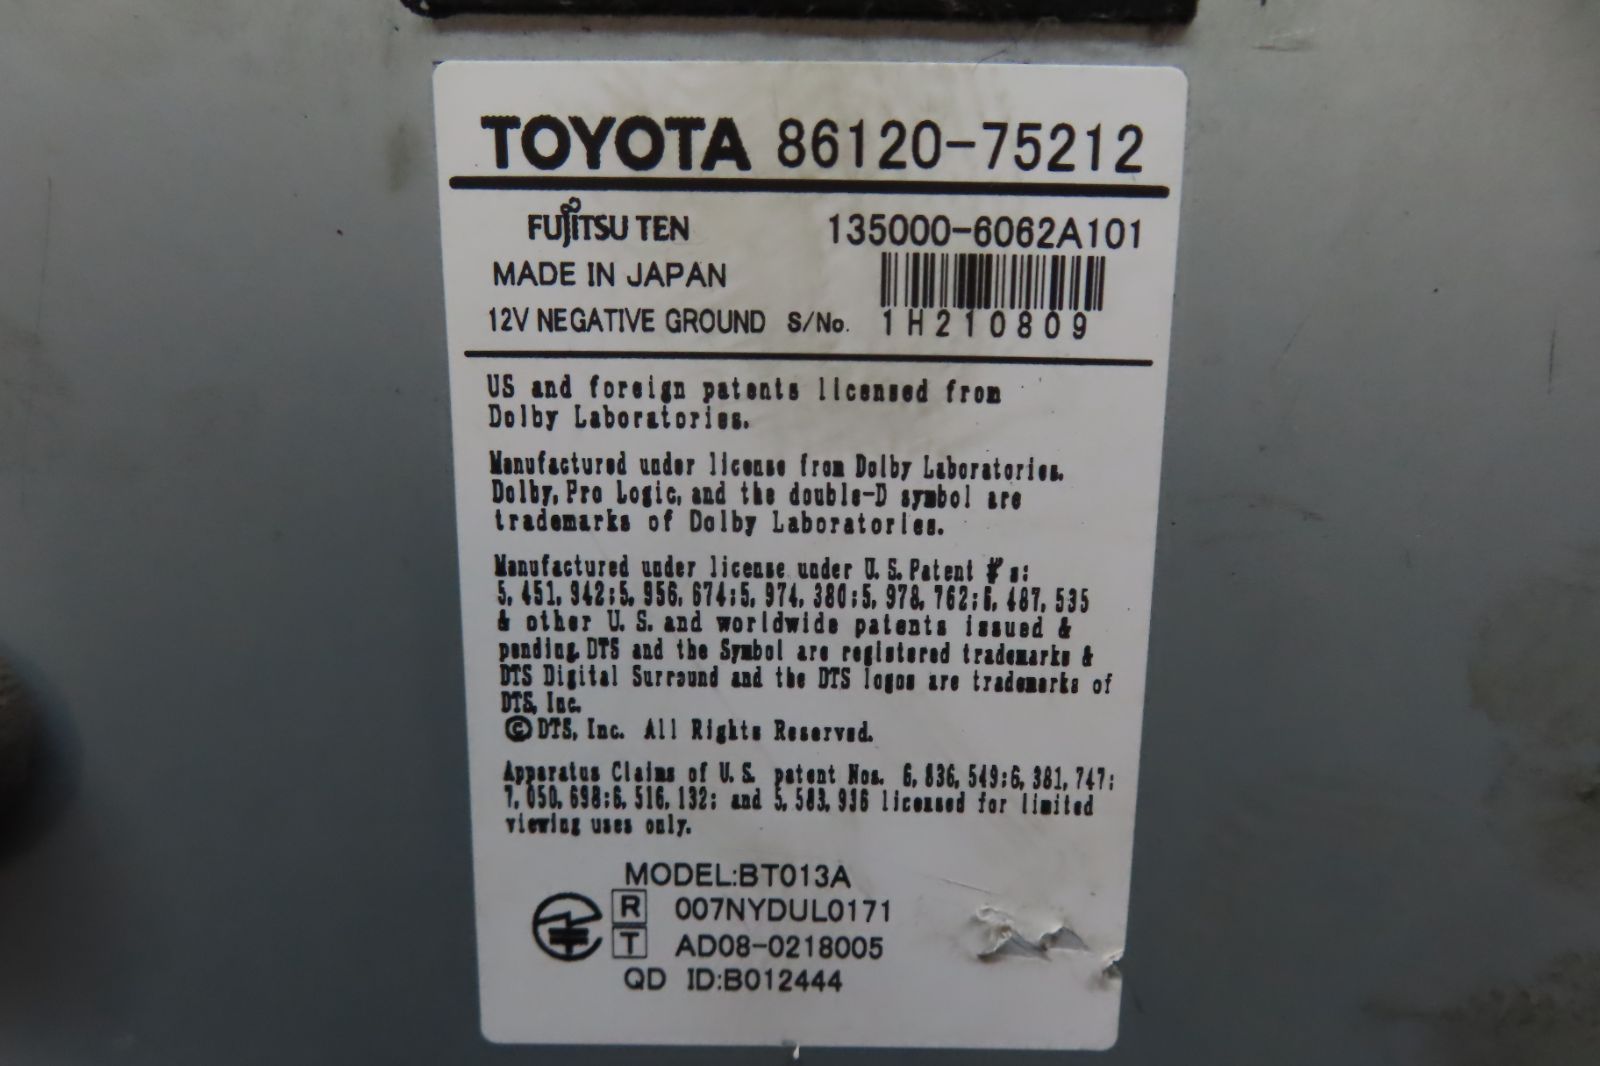 TOYOTA 86120-75212
FUJITSU TEN 135000-6062A101
MADE IN JAPAN
12V NEGATIVE GROUND S/No. 1H210809
US and foreign patents licensed from
Dolby Laboratories.
Manufactured under license from Dolby Laboratories.
Dolby, Pro Logic, and the double-D symbol are
trademarks of Dolby Laboratories.
Manufactured under license under U.S. Patent #'s:
5,451,942;5,956,674;5,974,380;5,978,762;6,487,535
& other U.S. and worldwide patents issued &
pending. DTS and the Symbol are registered trademarks &
DTS Digital Surround and the DTS logos are trademarks of
DTS, Inc.
© DTS, Inc. All Rights Reserved.
Apparatus Claims of U.S. patent Nos. 6,836,549;6,381,747;
7,050,698;6,516,132; and 5,583,936 licensed for limited
viewing uses only.
MODEL:BT013A
R 007NYDUL0171
T AD08-0218005
QD ID:B012444